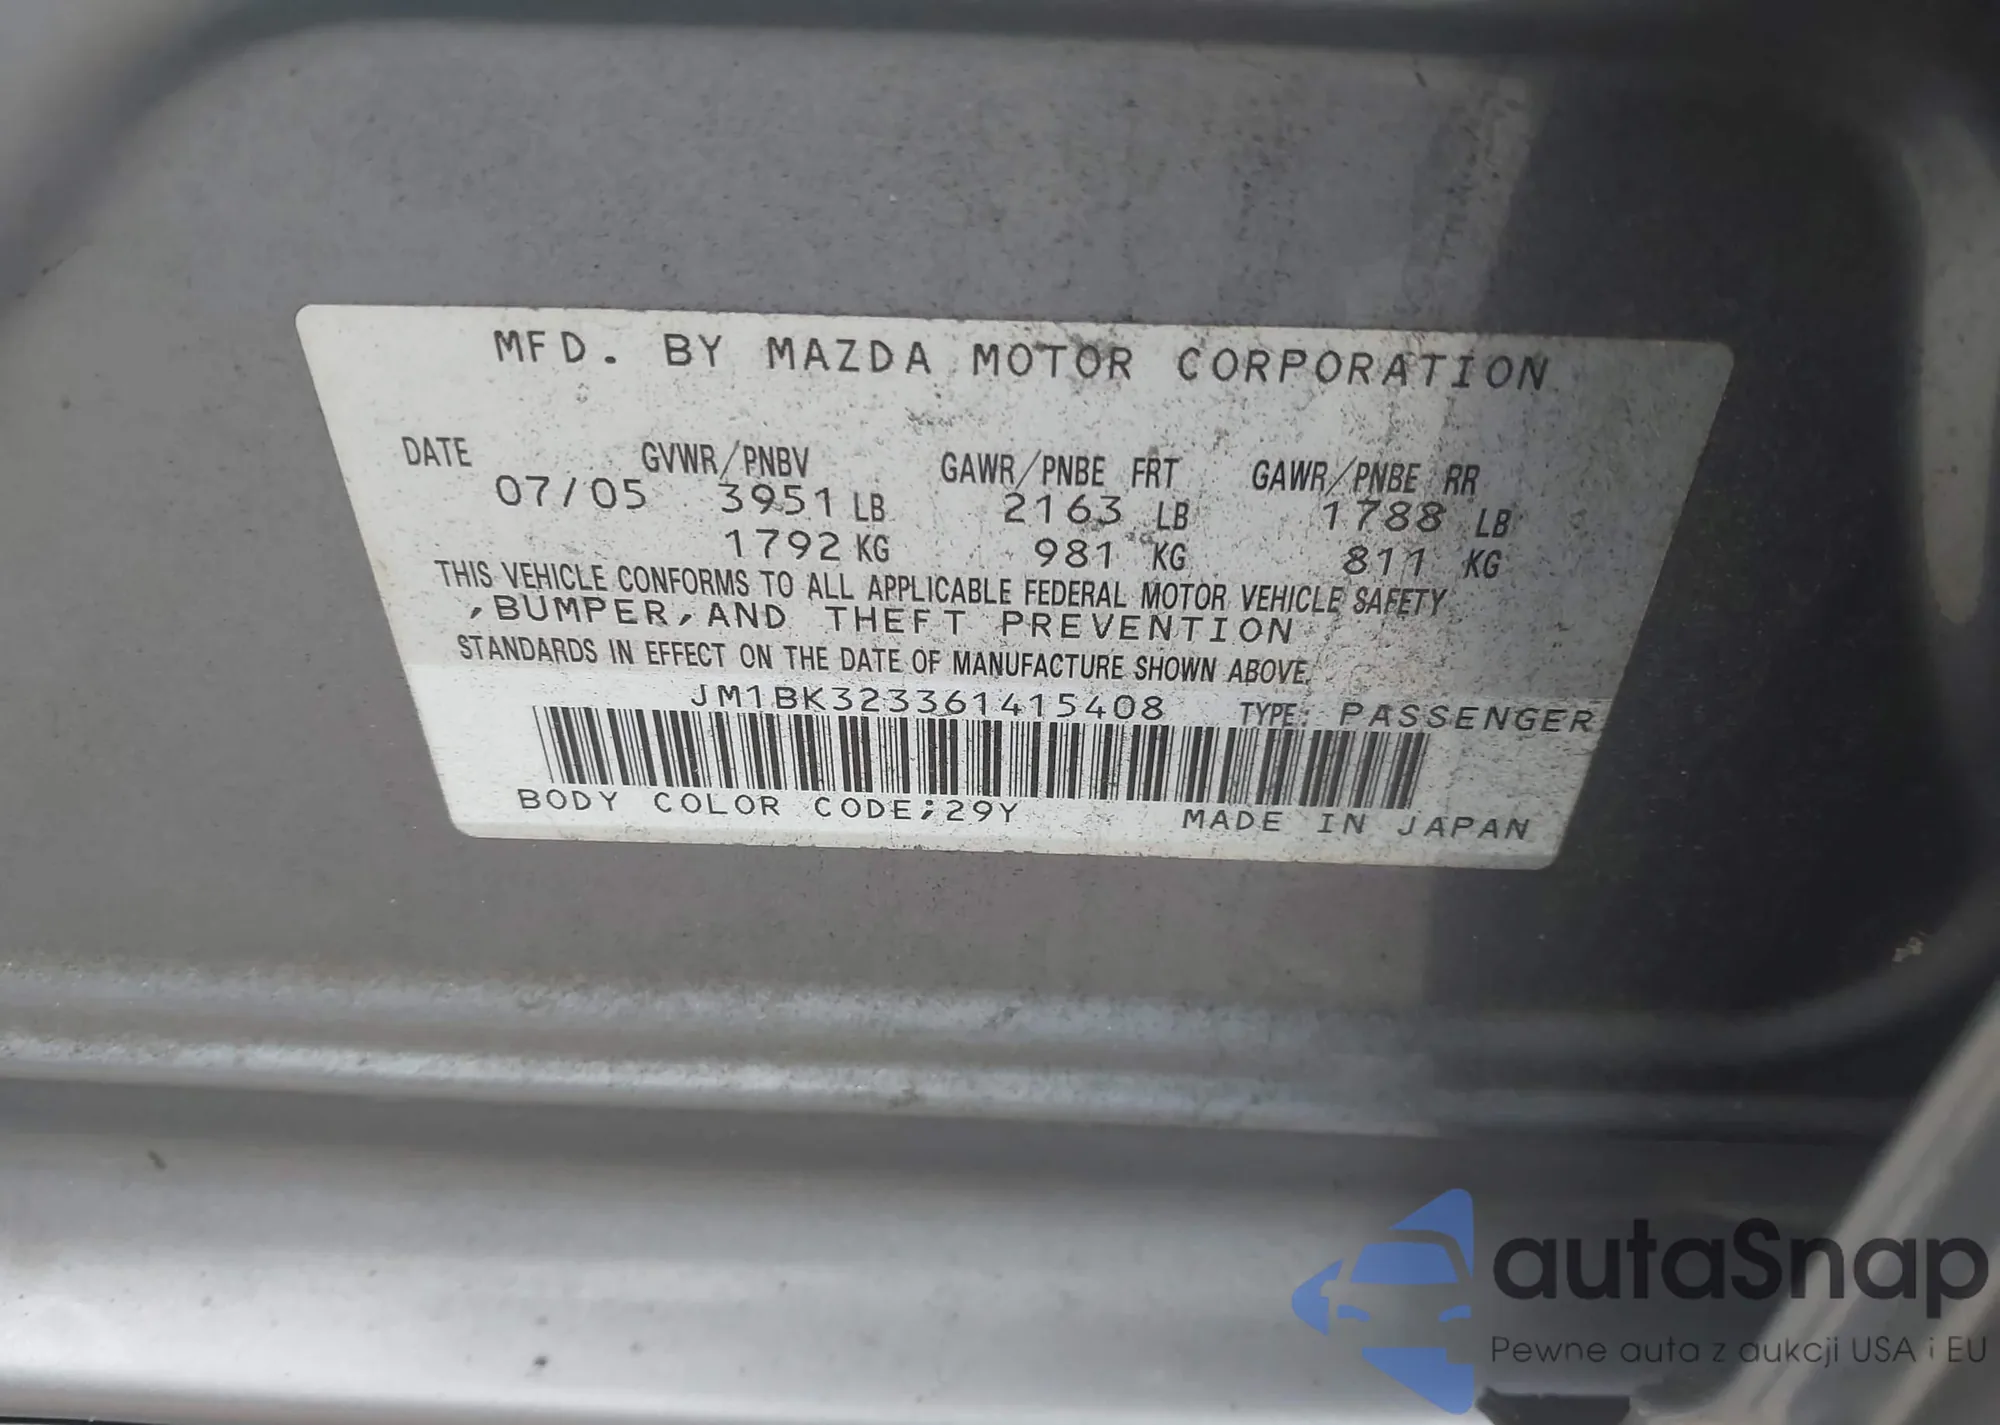 MFD. BY MAZDA MOTOR CORPORATION
DATE GVWR/PNBV GAWR/PNBE FRT GAWR/PNBE RR
07/05 3951 LB 2163 LB 1788 LB
1792 KG 981 KG 811 KG
THIS VEHICLE CONFORMS TO ALL APPLICABLE FEDERAL MOTOR VEHICLE SAFETY
,BUMPER,AND THEFT PREVENTION
STANDARDS IN EFFECT ON THE DATE OF MANUFACTURE SHOWN ABOVE.
JM1BK323361415408 TYPE: PASSENGER
BODY COLOR CODE;29Y MADE IN JAPAN
autaSnap
Pewne auta z aukcji USA i EU